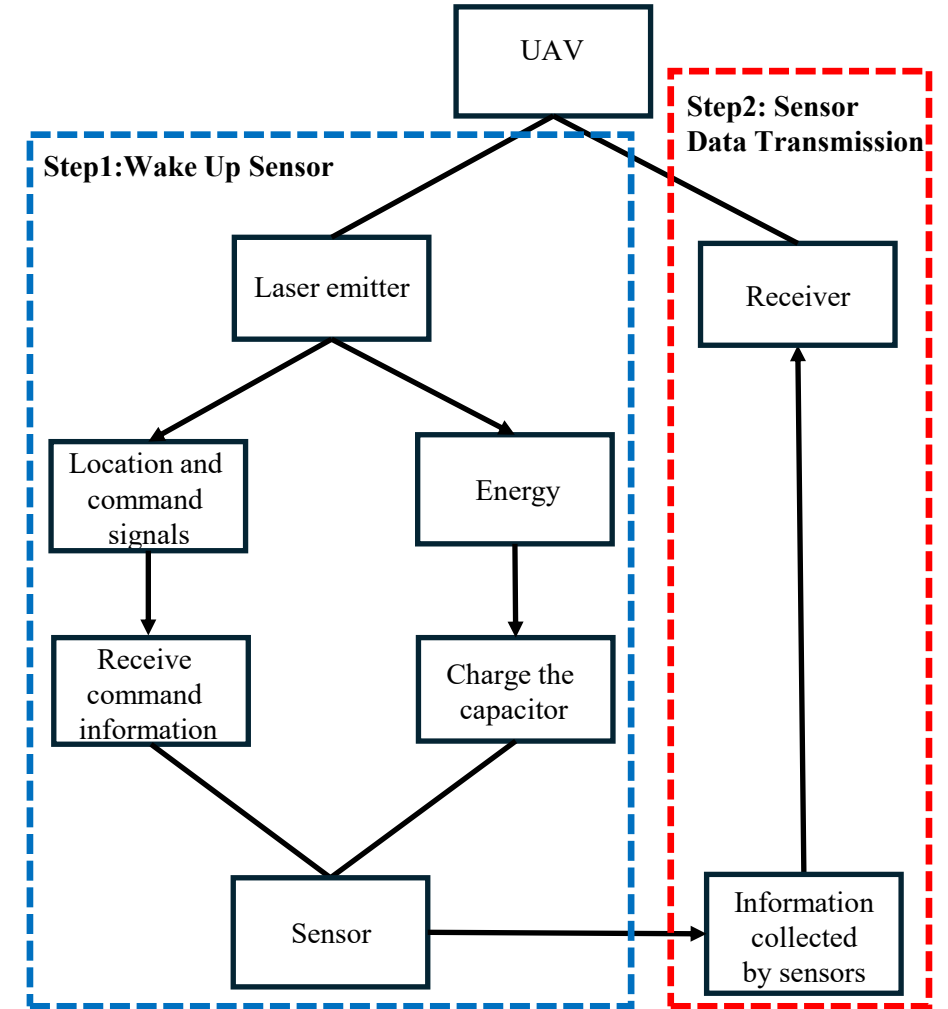 UAV
Step2: Sensor
Data Transmission
Step1:Wake Up Sensor
Laser emitter
Receiver
Location and
command
signals
Energy
Receive
command
information
Charge the
capacitor
Sensor
Information
collected
by sensors